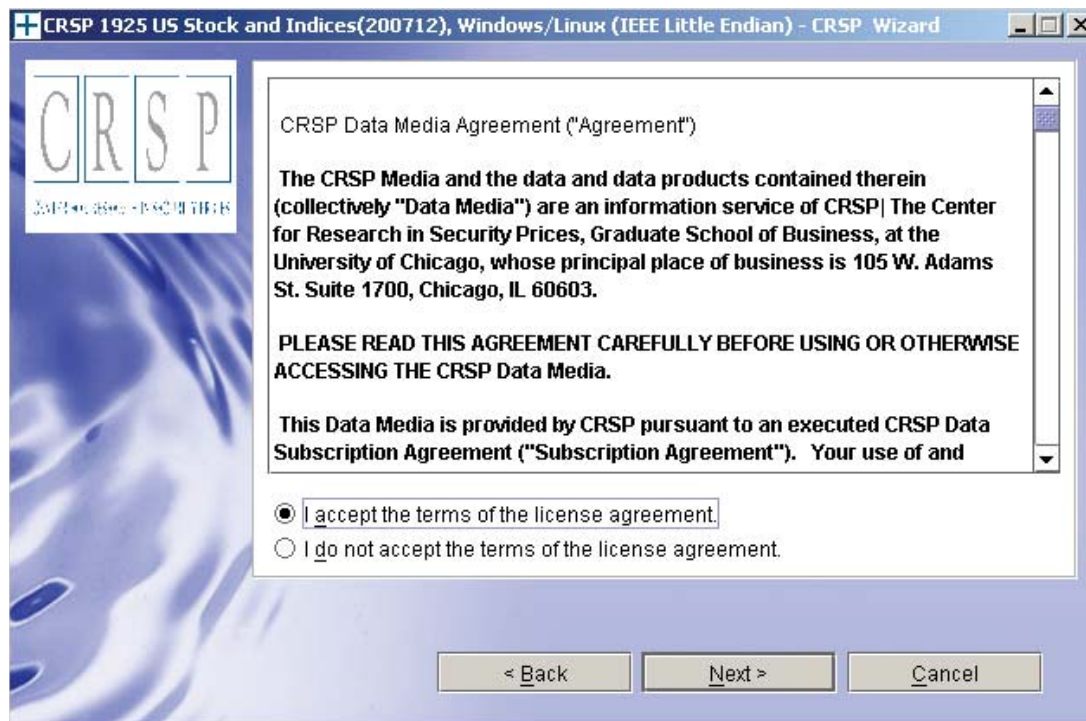 CRSP 1925 US Stock and Indices(200712), Windows/Linux (IEEE Little Endian) - CRSP Wizard
CRSP
CRSP Data Media Agreement ("Agreement")
The CRSP Media and the data and data products contained therein
(collectively "Data Media") are an information service of CRSP| The Center
for Research in Security Prices, Graduate School of Business, at the
University of Chicago, whose principal place of business is 105 W. Adams
St. Suite 1700, Chicago, IL 60603.
PLEASE READ THIS AGREEMENT CAREFULLY BEFORE USING OR OTHERWISE
ACCESSING THE CRSP Data Media.
This Data Media is provided by CRSP pursuant to an executed CRSP Data
Subscription Agreement ("Subscription Agreement"). Your use of and
I accept the terms of the license agreement.
I do not accept the terms of the license agreement.
< Back
Next >
Cancel